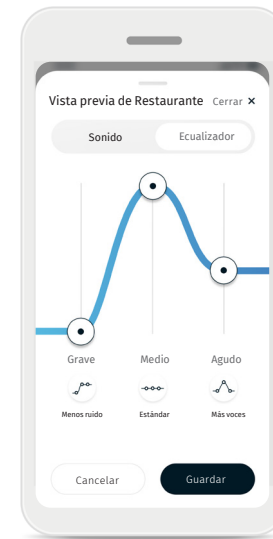 Vista previa de Restaurante Cerrar ×
Sonido Ecualizador
Grave Medio Agudo
Menos ruido Estándar Más voces
Cancelar Guardar